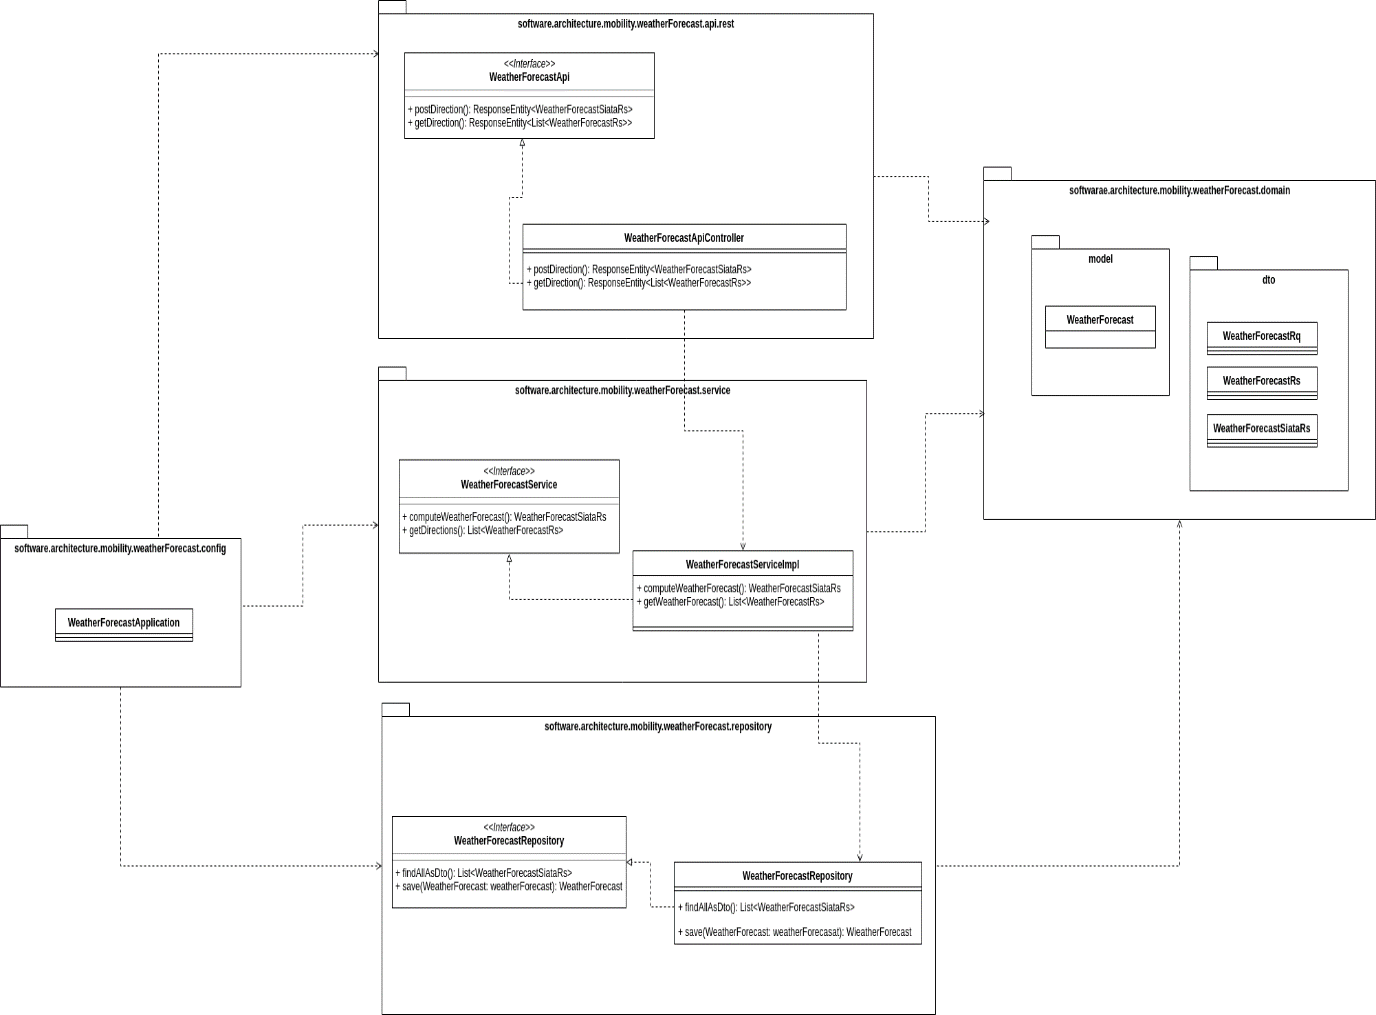 software.architecture.mobility.weatherForecast.api.rest
<<Interface>>
WeatherForecastApi
+ postDirection(): ResponseEntity<WeatherForecastSiataRs>
+ getDirection(): ResponseEntity<List<WeatherForecastRs>>
WeatherForecastApiController
+ postDirection(): ResponseEntity<WeatherForecastSiataRs>
+ getDirection(): ResponseEntity<List<WeatherForecastRs>>
softwarae.architecture.mobility.weatherForecast.domain
model
WeatherForecast
dto
WeatherForecastRq
WeatherForecastRs
WeatherForecastSiataRs
software.architecture.mobility.weatherForecast.service
<<Interface>>
WeatherForecastService
+ computeWeatherForecast(): WeatherForecastSiataRs
+ getDirections(): List<WeatherForecastRs>
WeatherForecastServiceImpl
+ computeWeatherForecast(): WeatherForecastSiataRs
+ getWeatherForecast(): List<WeatherForecastRs>
software.architecture.mobility.weatherForecast.config
WeatherForecastApplication
software.architecture.mobility.weatherForecast.repository
<<Interface>>
WeatherForecastRepository
+ findAllAsDto(): List<WeatherForecastSiataRs>
+ save(WeatherForecast: weatherForecast): WeatherForecast
WeatherForecastRepository
+ findAllAsDto(): List<WeatherForecastSiataRs>
+ save(WeatherForecast: weatherForecasat): WieatherForecast